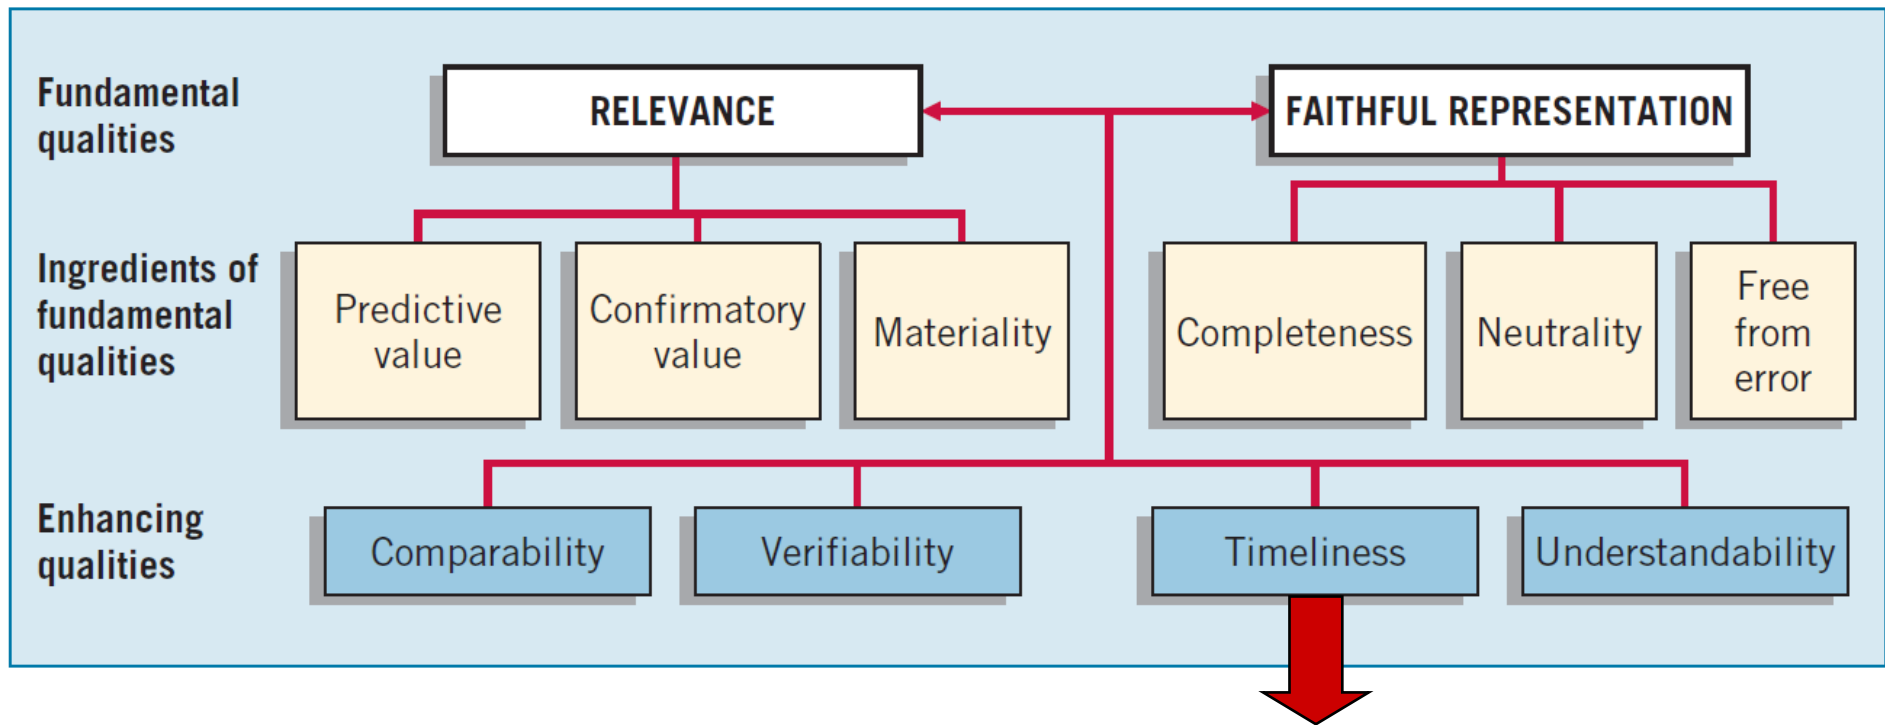 Fundamental
qualities
RELEVANCE
FAITHFUL REPRESENTATION
Ingredients of
fundamental
qualities
Predictive
value
Confirmatory
value
Materiality
Completeness
Neutrality
Free
from
error
Enhancing
qualities
Comparability
Verifiability
Timeliness
Understandability